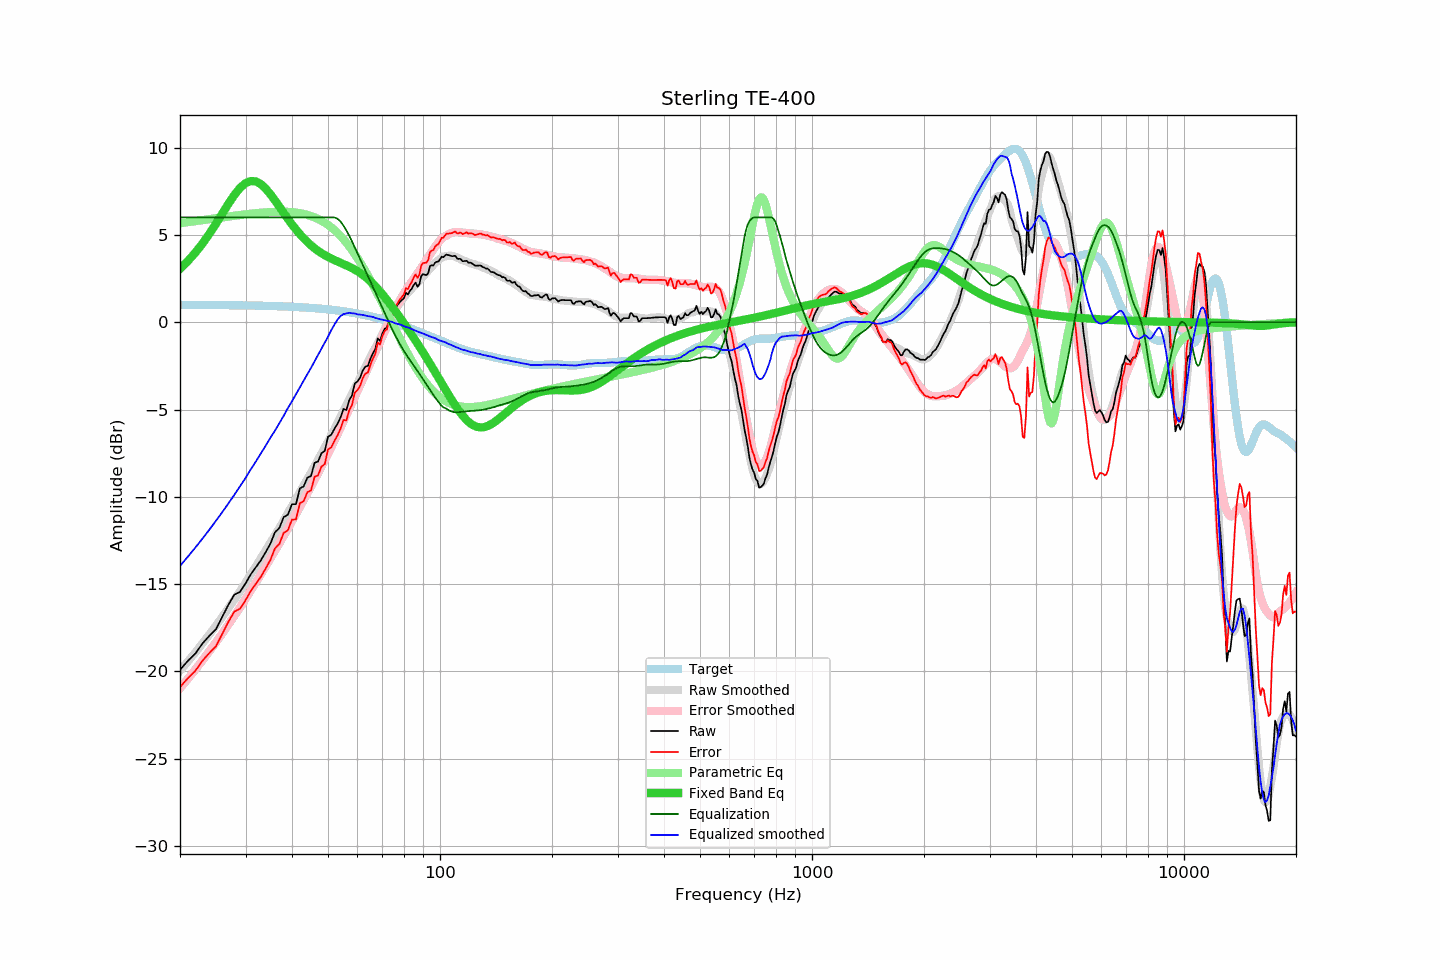 Sterling TE-400
10
5
0
−5
−10
−15
−20
−25
−30
Amplitude (dBr)
100
1000
10000
Frequency (Hz)
Target
Raw Smoothed
Error Smoothed
Raw
Error
Parametric Eq
Fixed Band Eq
Equalization
Equalized smoothed